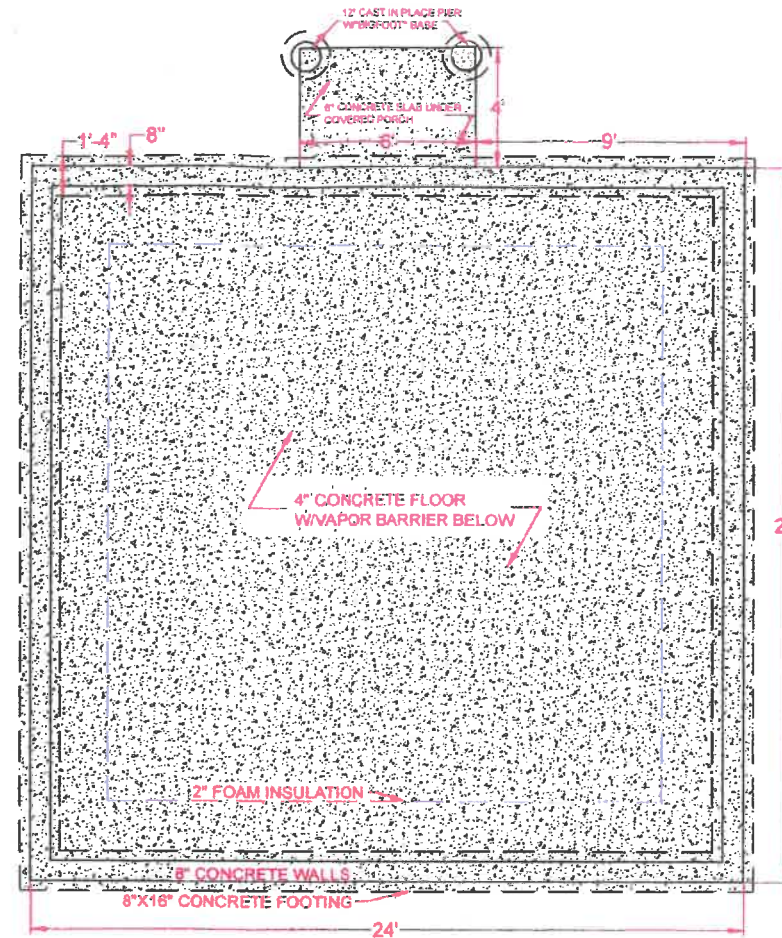 12" CAST IN PLACE PIER
W/"BIGFOOT" BASE
6" CONCRETE SLAB UNDER
COVERED PORCH
4'
6'
9'
1'-4"
8"
4" CONCRETE FLOOR
W/VAPOR BARRIER BELOW
2" FOAM INSULATION
8" CONCRETE WALLS
8"X16" CONCRETE FOOTING
24'